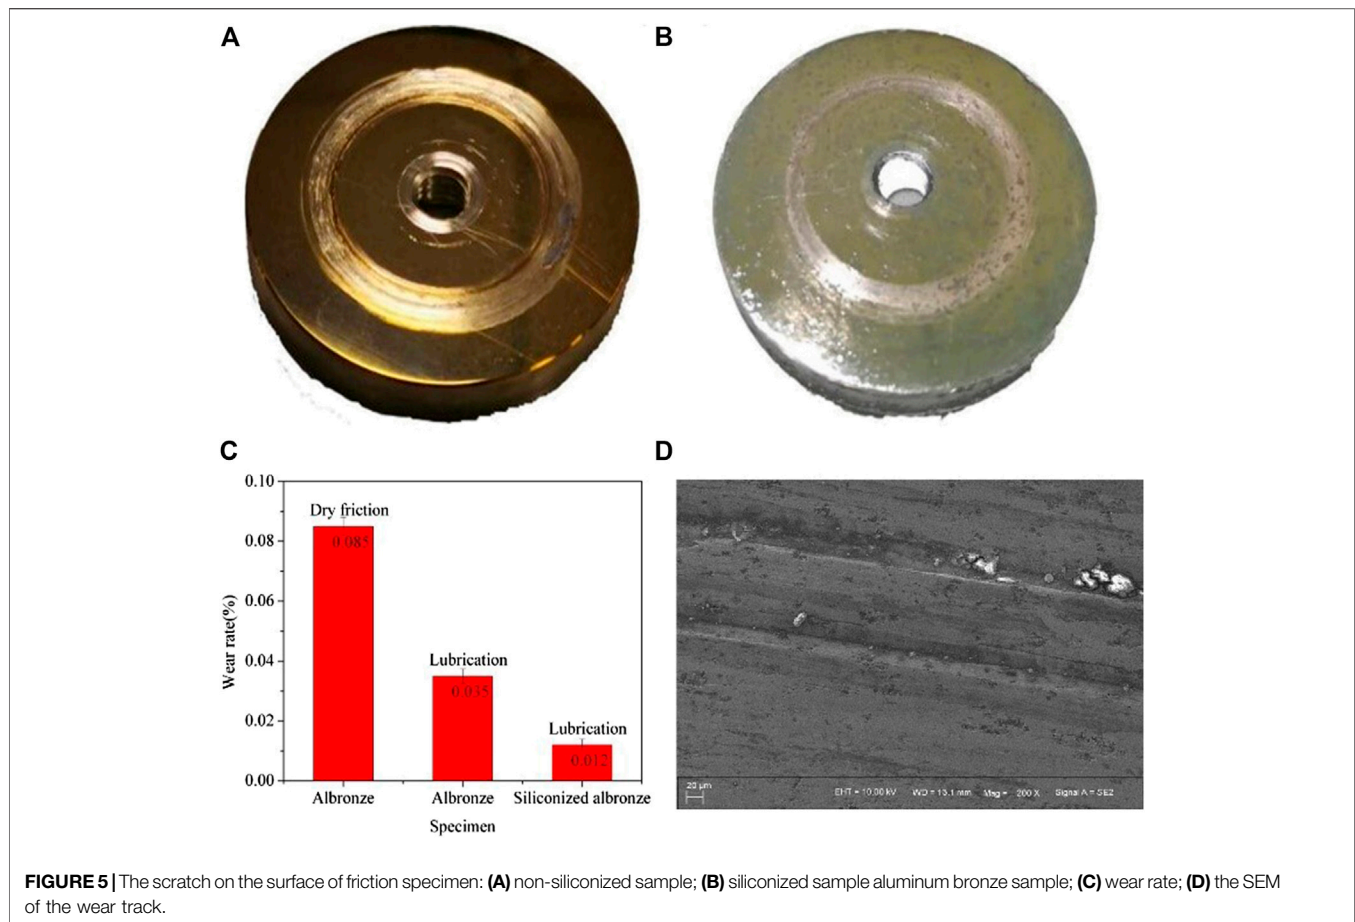 A
B
C
D
0.10
0.08
0.06
0.04
0.02
0.00
Wear rate(%)
Dry friction
0.085
Lubrication
0.035
Lubrication
0.012
Albronze
Albronze
Siliconized albronze
Specimen
20 µm
EHT = 10.00 kV
WD = 10.1 mm
Mag = 200 X
Signal A = SE2
FIGURE 5 | The scratch on the surface of friction specimen: (A) non-siliconized sample; (B) siliconized sample aluminum bronze sample; (C) wear rate; (D) the SEM
of the wear track.